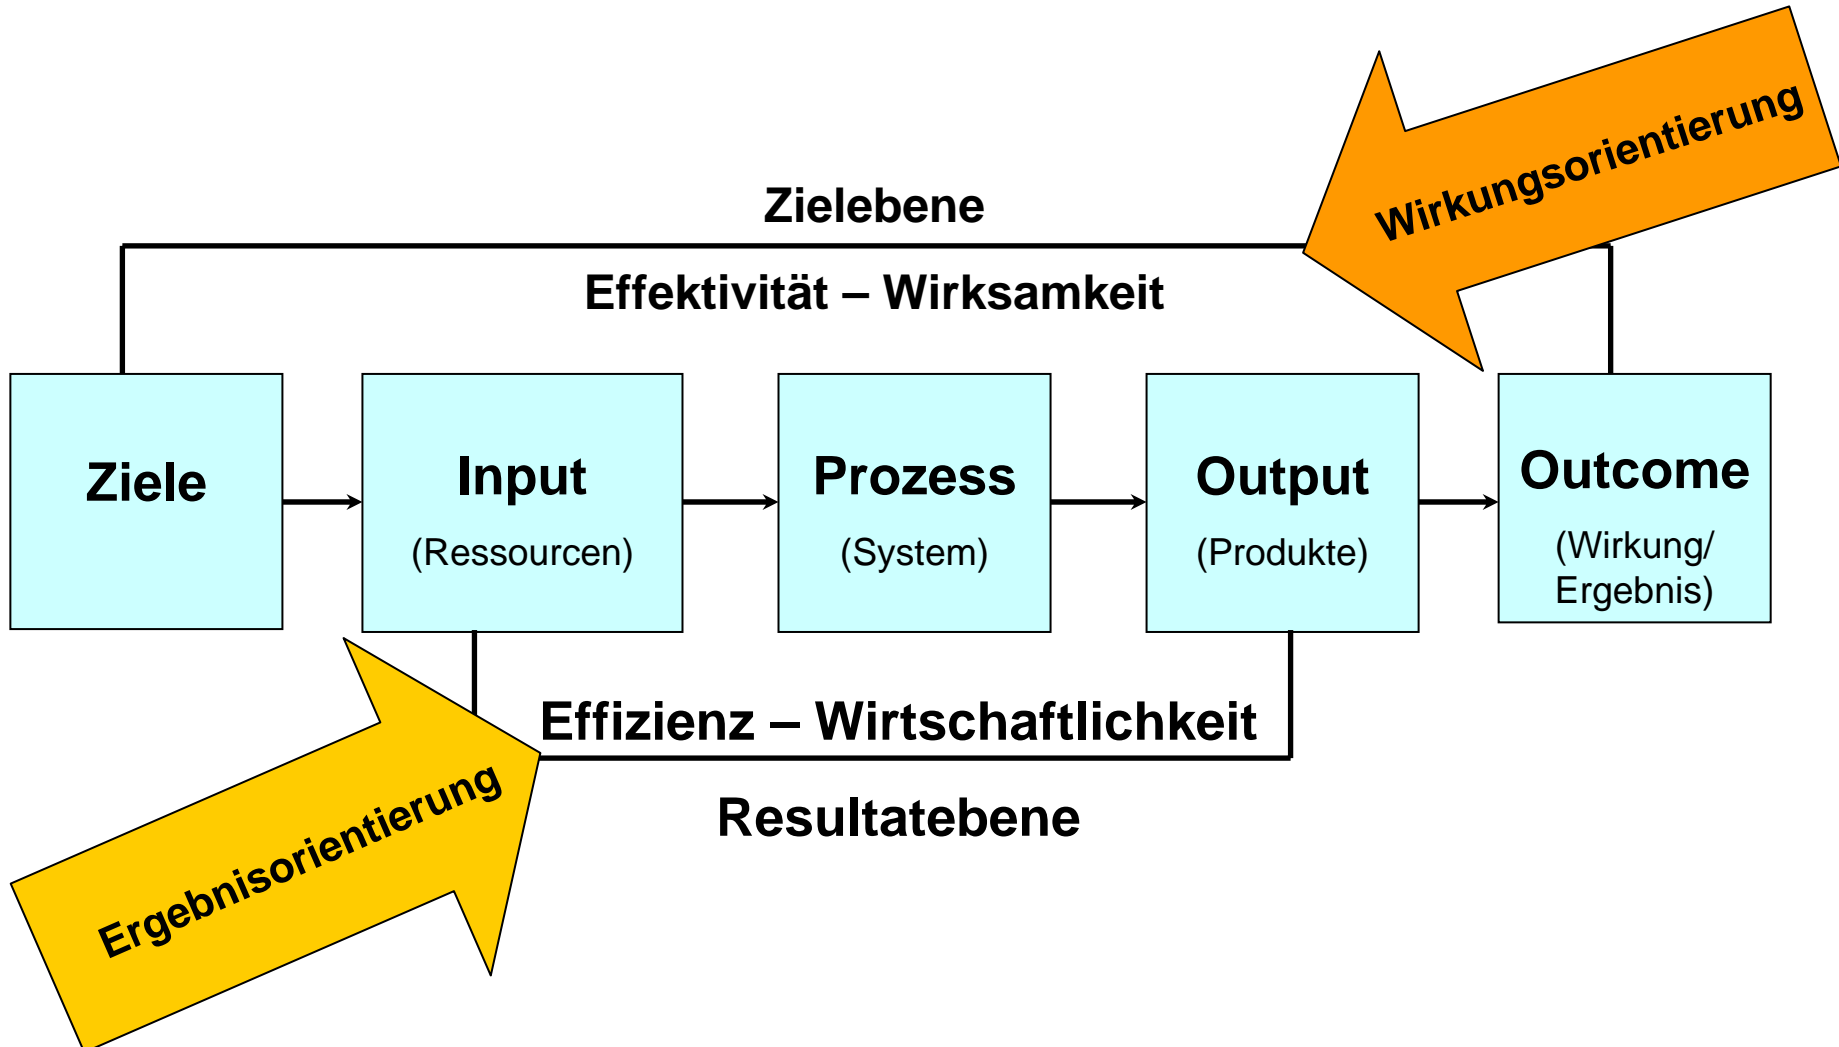 Wirkungsorientierung
Zielebene
Effektivität – Wirksamkeit
Ziele
Input
(Ressourcen)
Prozess
(System)
Output
(Produkte)
Outcome
(Wirkung/
Ergebnis)
Effizienz – Wirtschaftlichkeit
Resultatebene
Ergebnisorientierung